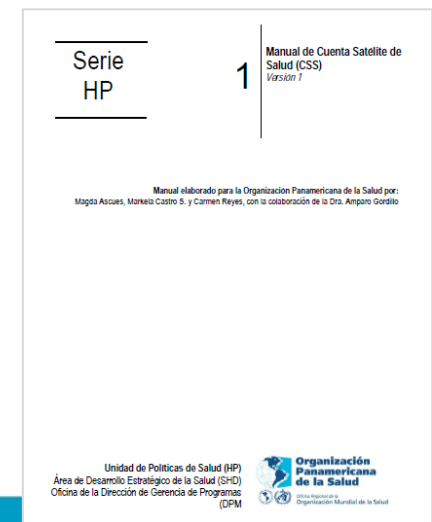 Serie
HP
1
Manual de Cuenta Satélite de
Salud (CSS)
Versión 1
Manual elaborado para la Organización Panamericana de la Salud por:
Magda Ascues, Markela Castro S. y Carmen Reyes, con la colaboración de la Dra. Amparo Gordillo
Unidad de Políticas de Salud (HP)
Área de Desarrollo Estratégico de la Salud (SHD)
Oficina de la Dirección de Gerencia de Programas
(DPM
Organización
Panamericana
de la Salud
Oficina Regional de la
Organización Mundial de la Salud